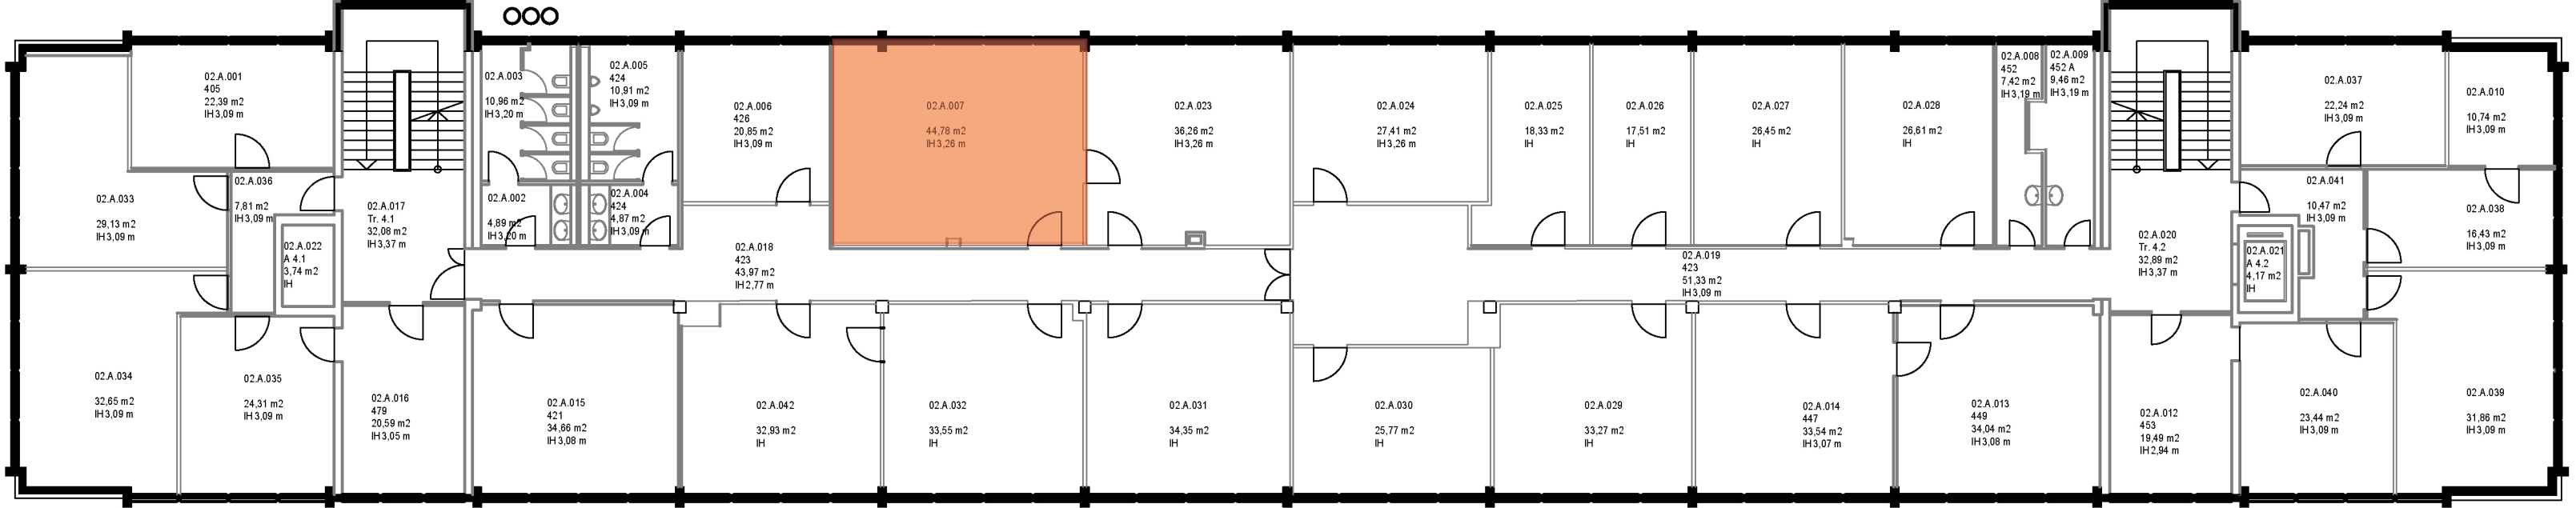 02.A.001
405
22,39 m2
IH 3,09 m
02.A.003
10,96 m2
IH 3,20 m
02.A.005
424
10,91 m2
IH 3,09 m
02.A.006
426
20,85 m2
IH 3,09 m
02.A.007
44,78 m2
IH 3,26 m
02.A.023
36,26 m2
IH 3,26 m
02.A.024
27,41 m2
IH 3,26 m
02.A.025
18,33 m2
IH
02.A.026
17,51 m2
IH
02.A.027
26,45 m2
IH
02.A.028
26,61 m2
IH
02.A.008
452
7,42 m2
IH 3,19 m
02.A.009
452 A
9,46 m2
IH 3,19 m
02.A.037
22,24 m2
IH 3,09 m
02.A.010
10,74 m2
IH 3,09 m
02.A.033
29,13 m2
IH 3,09 m
02.A.036
7,81 m2
IH 3,09 m
02.A.022
A 4.1
3,74 m2
IH
02.A.017
Tr. 4.1
32,08 m2
IH 3,37 m
02.A.002
4,89 m2
IH 3,20 m
02.A.004
424
4,87 m2
IH 3,09 m
02.A.018
423
43,97 m2
IH 2,77 m
02.A.019
423
51,33 m2
IH 3,09 m
02.A.020
Tr. 4.2
32,89 m2
IH 3,37 m
02.A.021
A 4.2
4,17 m2
IH
02.A.041
10,47 m2
IH 3,09 m
02.A.038
16,43 m2
IH 3,09 m
02.A.034
32,65 m2
IH 3,09 m
02.A.035
24,31 m2
IH 3,09 m
02.A.016
479
20,59 m2
IH 3,05 m
02.A.015
421
34,66 m2
IH 3,08 m
02.A.042
32,93 m2
IH
02.A.032
33,55 m2
IH
02.A.031
34,35 m2
IH
02.A.030
25,77 m2
IH
02.A.029
33,27 m2
IH
02.A.014
447
33,54 m2
IH 3,07 m
02.A.013
449
34,04 m2
IH 3,08 m
02.A.012
453
19,49 m2
IH 2,94 m
02.A.040
23,44 m2
IH 3,09 m
02.A.039
31,86 m2
IH 3,09 m